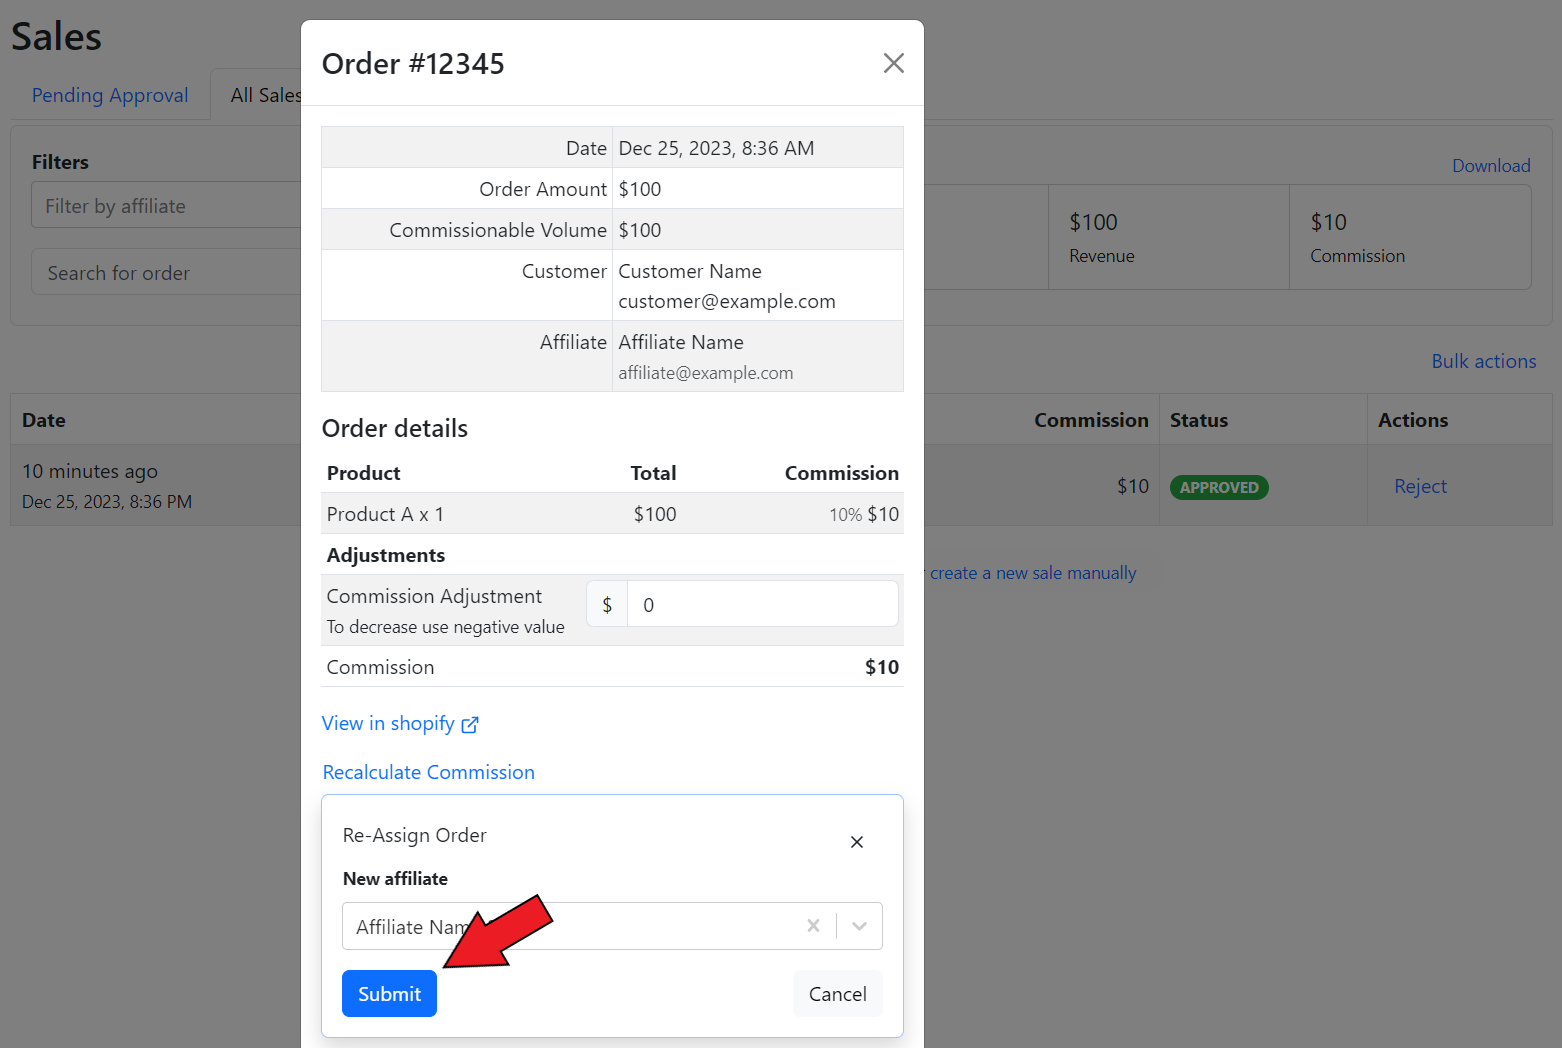 Sales
Pending Approval
All Sales
Filters
Filter by affiliate
Search for order
Download
$100
Revenue
$10
Commission
Bulk actions
Date
Commission
Status
Actions
10 minutes ago
Dec 25, 2023, 8:36 PM
$10
APPROVED
Reject
create a new sale manually
Order #12345
Date Dec 25, 2023, 8:36 AM
Order Amount $100
Commissionable Volume $100
Customer Customer Name
customer@example.com
Affiliate Affiliate Name
affiliate@example.com
Order details
Product Total Commission
Product A x 1 $100 10% $10
Adjustments
Commission Adjustment $ 0
To decrease use negative value
Commission $10
View in shopify
Recalculate Commission
Re-Assign Order
New affiliate
Affiliate
Submit Cancel